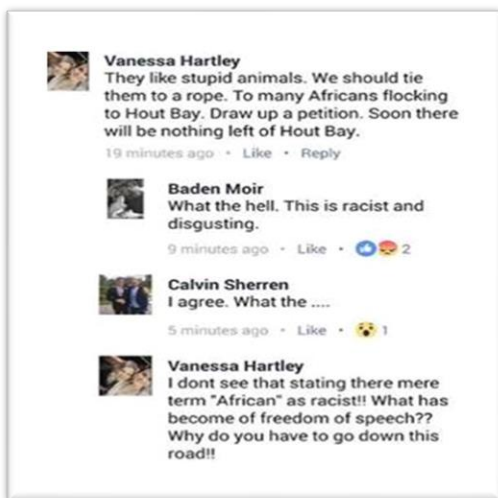 Vanessa Hartley
They like stupid animals. We should tie
them to a rope. To many Africans flocking
to Hout Bay. Draw up a petition. Soon there
will be nothing left of Hout Bay.
19 minutes ago · Like · Reply
Baden Moir
What the hell. This is racist and
disgusting.
9 minutes ago · Like · 2
Calvin Sherren
I agree. What the ....
5 minutes ago · Like · 1
Vanessa Hartley
I dont see that stating there mere
term "African" as racist!! What has
become of freedom of speech??
Why do you have to go down this
road!!